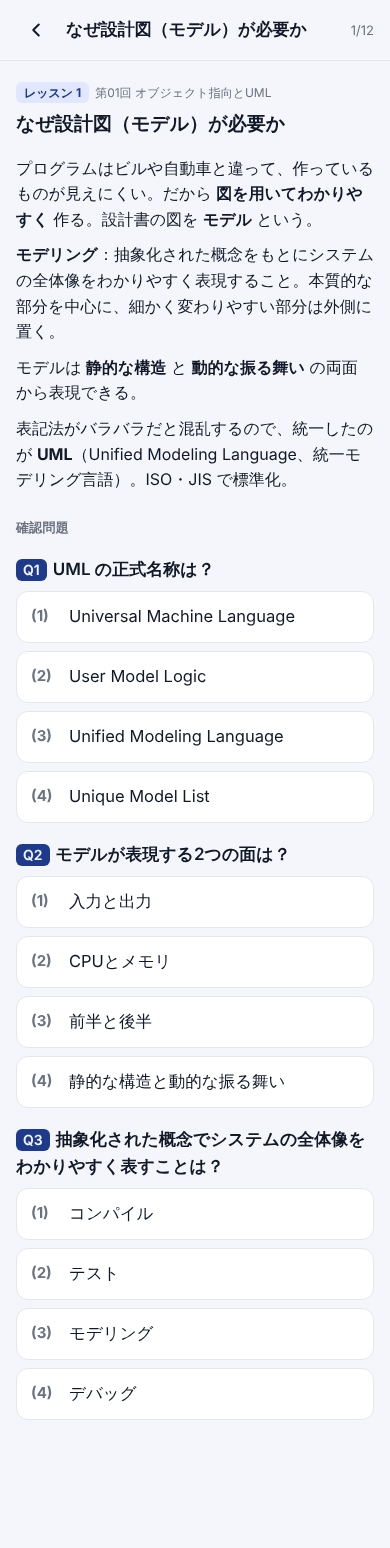 なぜ設計図（モデル）が必要か 1/12
レッスン 1 第01回 オブジェクト指向とUML
なぜ設計図（モデル）が必要か
プログラムはビルや自動車と違って、作っている
ものが見えにくい。だから 図を用いてわかりや
すく 作る。設計書の図を モデル という。
モデリング：抽象化された概念をもとにシステム
の全体像をわかりやすく表現すること。本質的な
部分を中心に、細かく変わりやすい部分は外側に
置く。
モデルは 静的な構造 と 動的な振る舞い の両面
から表現できる。
表記法がバラバラだと混乱するので、統一したの
が UML（Unified Modeling Language、統一モ
デリング言語）。ISO・JIS で標準化。
確認問題
Q1 UML の正式名称は？
(1) Universal Machine Language
(2) User Model Logic
(3) Unified Modeling Language
(4) Unique Model List
Q2 モデルが表現する2つの面は？
(1) 入力と出力
(2) CPUとメモリ
(3) 前半と後半
(4) 静的な構造と動的な振る舞い
Q3 抽象化された概念でシステムの全体像を
わかりやすく表すことは？
(1) コンパイル
(2) テスト
(3) モデリング
(4) デバッグ